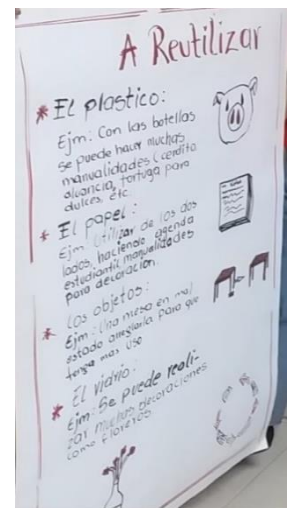 A Reutilizar
* El plastico:
Ejm: Con las botellas
se puede hacer muchas
manualidades (cerdito
alcancia, tortuga para
dulces, etc.
* El papel:
Ejm: Utilizar de los dos
lados, haciendo agenda
estudiantil, manualidades
para decoración.
* Los objetos:
Ejm: Una mesa en mal
estado arreglarla para que
tenga mas uso
* El vidrio:
Ejm: Se puede reali-
zar muchas decoraciones
como floreros.